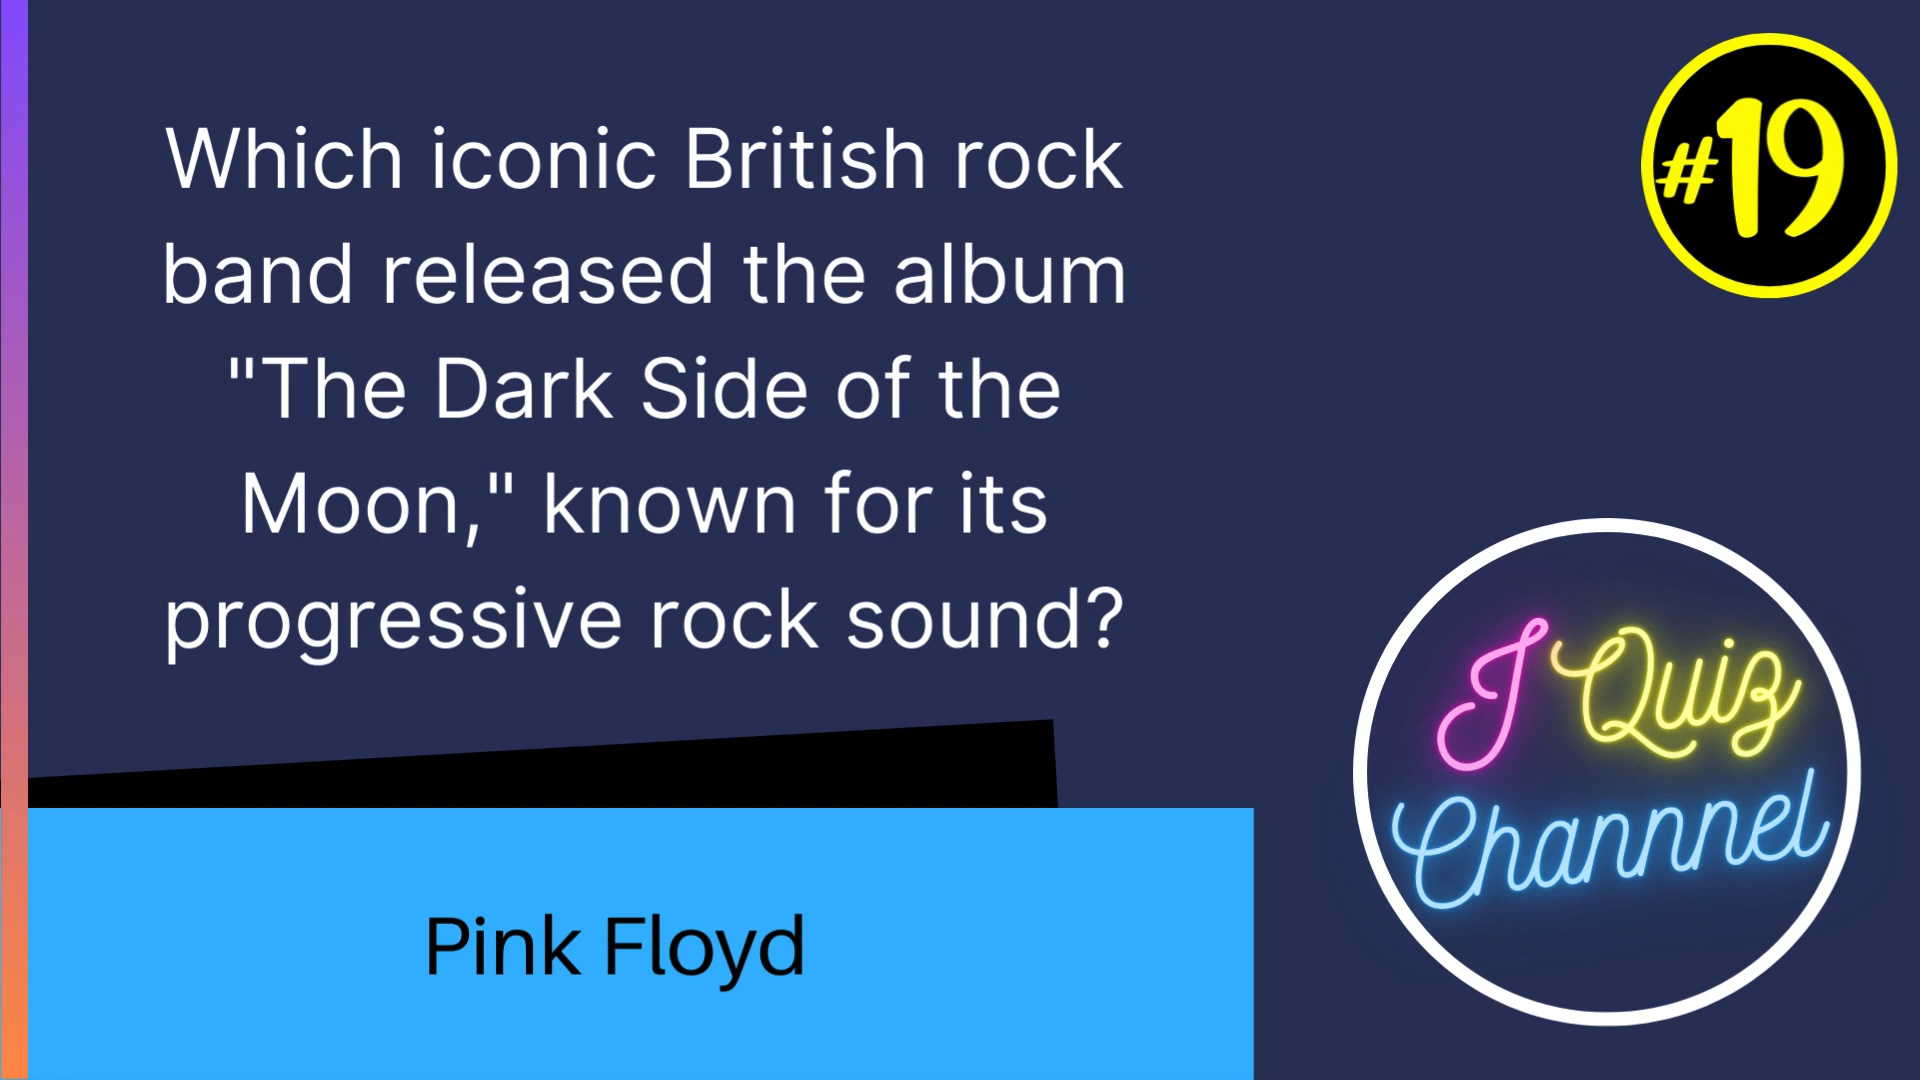 Which iconic British rock
band released the album
"The Dark Side of the
Moon," known for its
progressive rock sound?
Pink Floyd
#19
J Quiz
Channnel